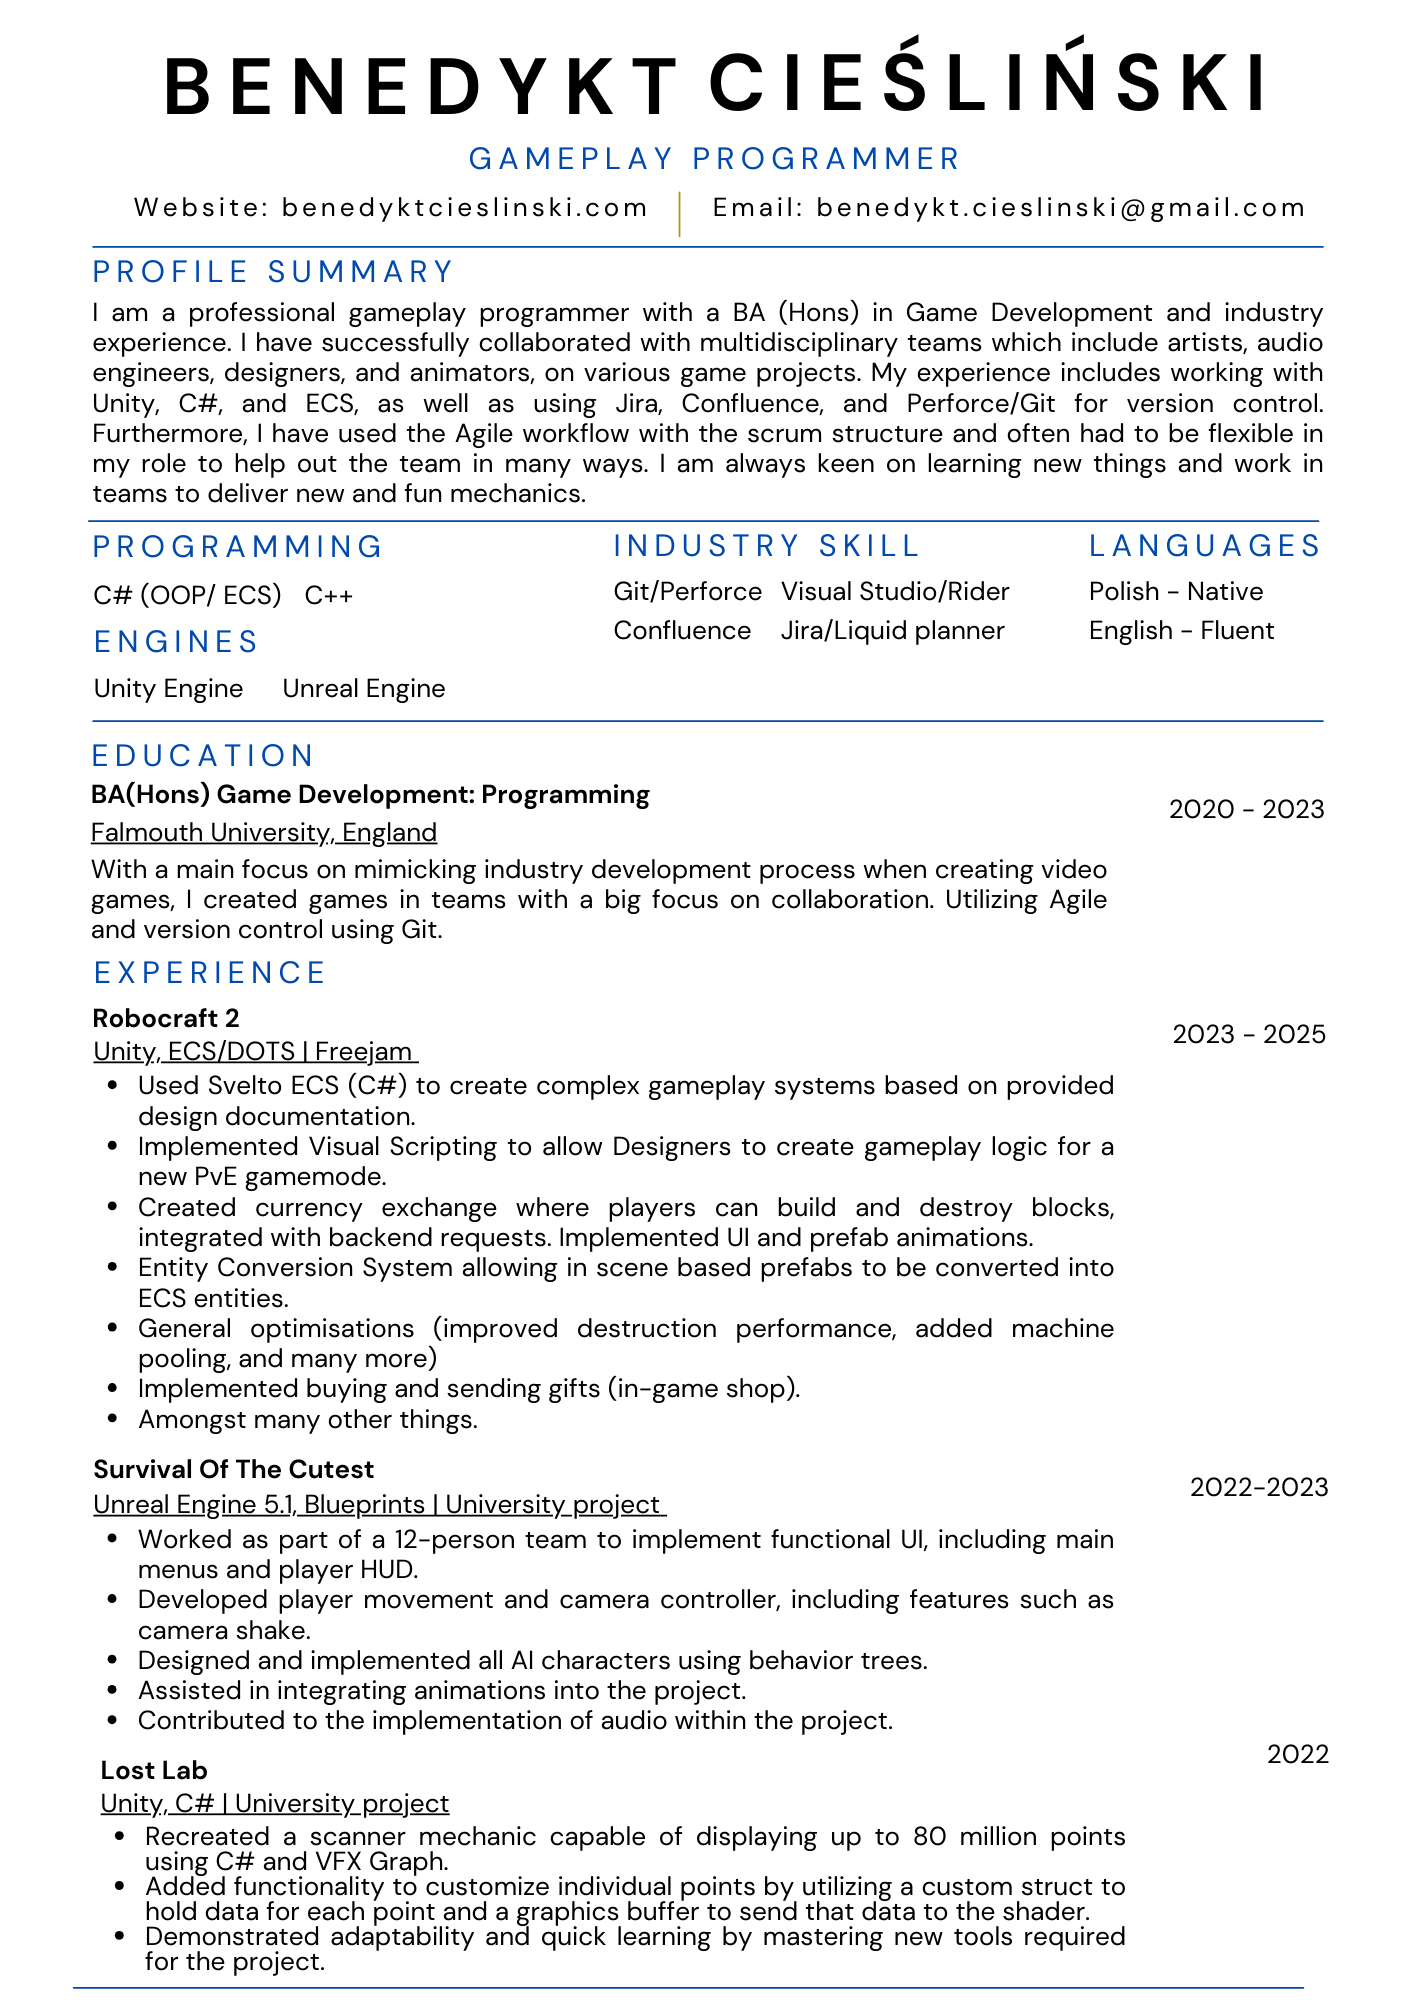 BENEDYKT CIEŚLIŃSKI
GAMEPLAY PROGRAMMER
Website: benedyktcieslinski.com Email: benedykt.cieslinski@gmail.com
PROFILE SUMMARY
I am a professional gameplay programmer with a BA (Hons) in Game Development and industry
experience. I have successfully collaborated with multidisciplinary teams which include artists, audio
engineers, designers, and animators, on various game projects. My experience includes working with
Unity, C#, and ECS, as well as using Jira, Confluence, and Perforce/Git for version control.
Furthermore, I have used the Agile workflow with the scrum structure and often had to be flexible in
my role to help out the team in many ways. I am always keen on learning new things and work in
teams to deliver new and fun mechanics.
PROGRAMMING
C# (OOP/ ECS) C++
ENGINES
Unity Engine Unreal Engine
INDUSTRY SKILL
Git/Perforce Visual Studio/Rider
Confluence Jira/Liquid planner
LANGUAGES
Polish - Native
English - Fluent
EDUCATION
BA(Hons) Game Development: Programming
2020 - 2023
Falmouth University, England
With a main focus on mimicking industry development process when creating video
games, I created games in teams with a big focus on collaboration. Utilizing Agile
and version control using Git.
EXPERIENCE
Robocraft 2
2023 - 2025
Unity, ECS/DOTS | Freejam
• Used Svelto ECS (C#) to create complex gameplay systems based on provided
design documentation.
• Implemented Visual Scripting to allow Designers to create gameplay logic for a
new PvE gamemode.
• Created currency exchange where players can build and destroy blocks,
integrated with backend requests. Implemented UI and prefab animations.
• Entity Conversion System allowing in scene based prefabs to be converted into
ECS entities.
• General optimisations (improved destruction performance, added machine
pooling, and many more)
• Implemented buying and sending gifts (in-game shop).
• Amongst many other things.
Survival Of The Cutest
2022-2023
Unreal Engine 5.1, Blueprints | University project
• Worked as part of a 12-person team to implement functional UI, including main
menus and player HUD.
• Developed player movement and camera controller, including features such as
camera shake.
• Designed and implemented all AI characters using behavior trees.
• Assisted in integrating animations into the project.
• Contributed to the implementation of audio within the project.
2022
Lost Lab
Unity, C# | University project
• Recreated a scanner mechanic capable of displaying up to 80 million points
using C# and VFX Graph.
• Added functionality to customize individual points by utilizing a custom struct to
hold data for each point and a graphics buffer to send that data to the shader.
• Demonstrated adaptability and quick learning by mastering new tools required
for the project.